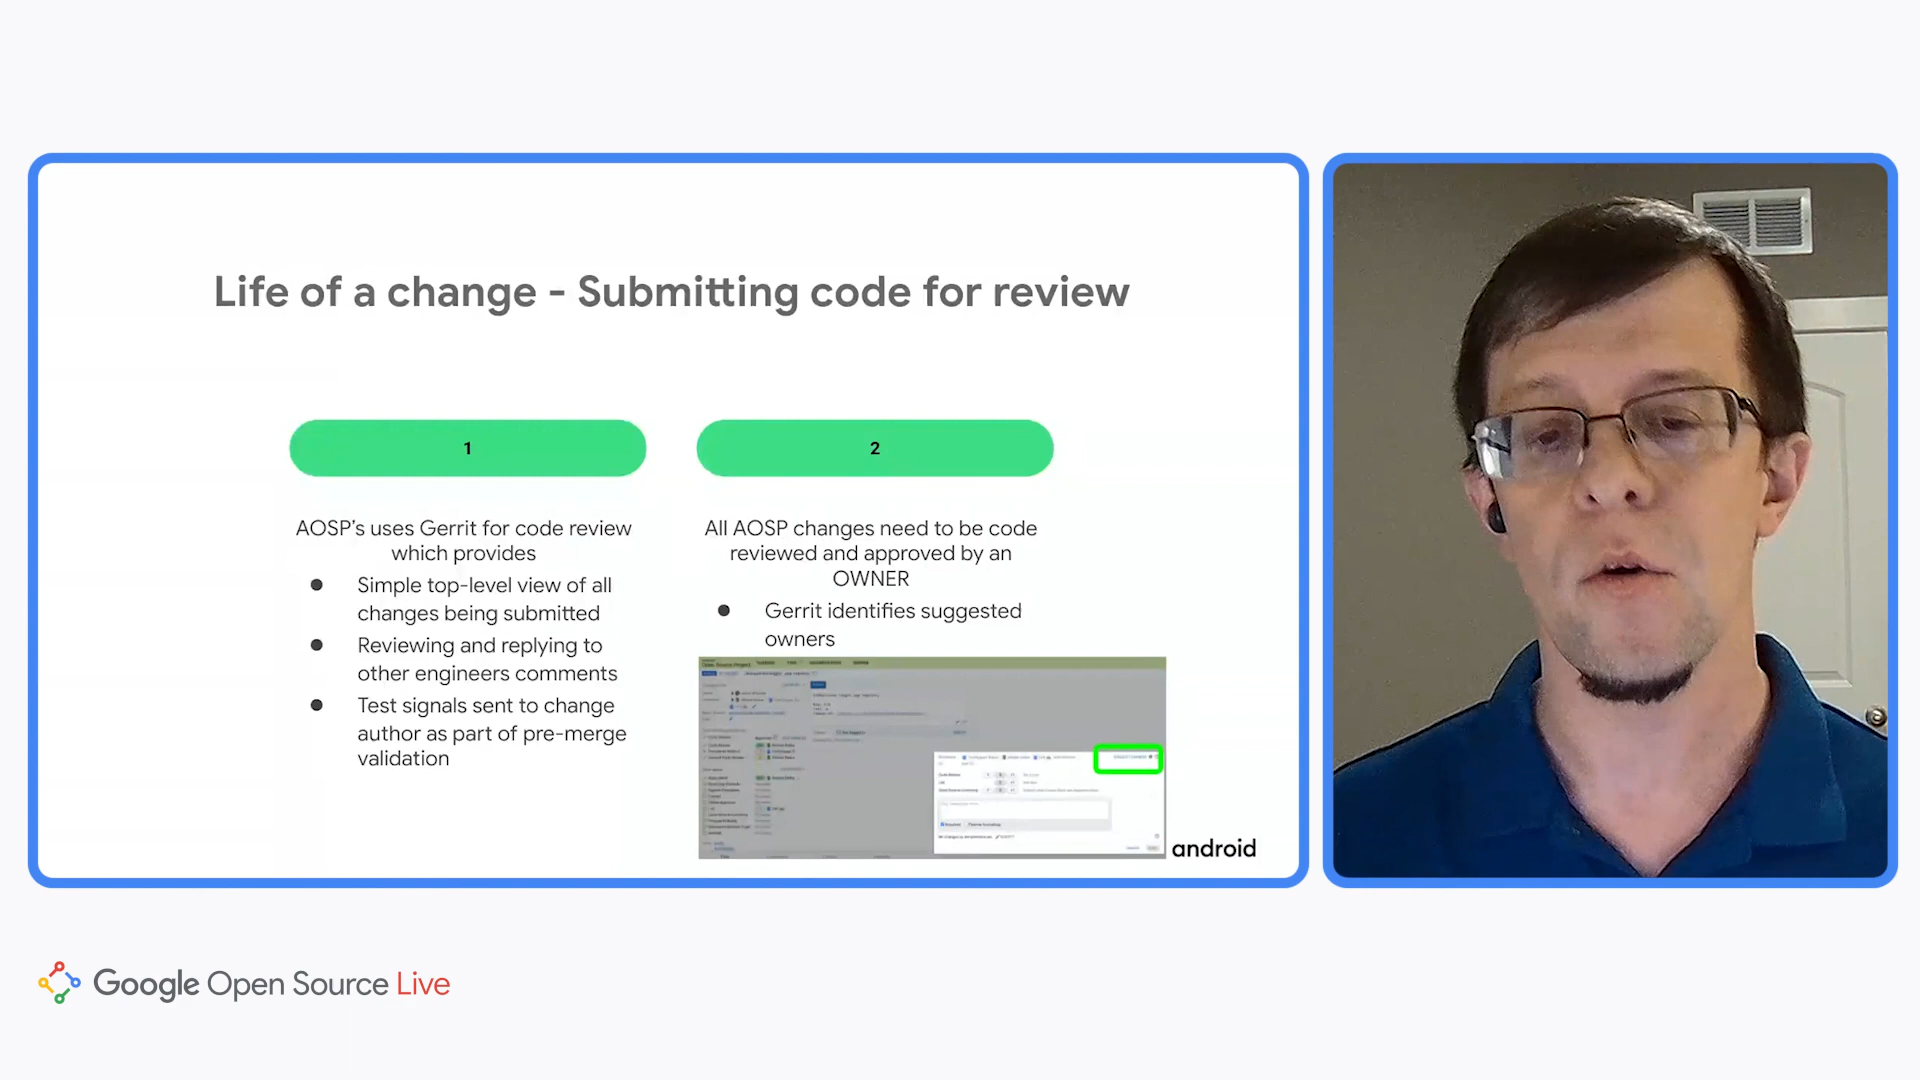 Life of a change - Submitting code for review
1
AOSP's uses Gerrit for code review
which provides
● Simple top-level view of all
changes being submitted
● Reviewing and replying to
other engineers comments
● Test signals sent to change
author as part of pre-merge
validation
2
All AOSP changes need to be code
reviewed and approved by an
OWNER
● Gerrit identifies suggested
owners
android
Google Open Source Live